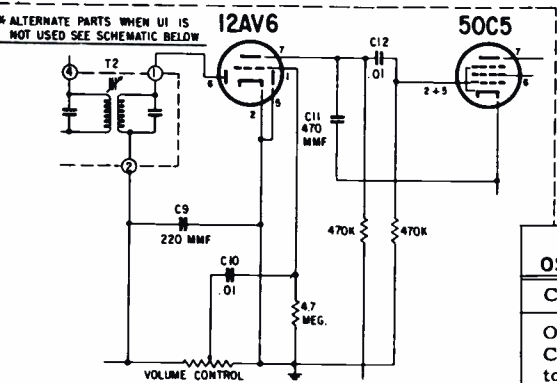 * ALTERNATE PARTS WHEN U1 IS
NOT USED SEE SCHEMATIC BELOW
12AV6
50C5
T2
4
1
7
1
6
5
2
C12
.01
7
2+5
6
C11
470
MMF
2
C9
220 MMF
470K
470K
C10
.01
4.7
MEG.
VOLUME CONTROL
C
O
C
to